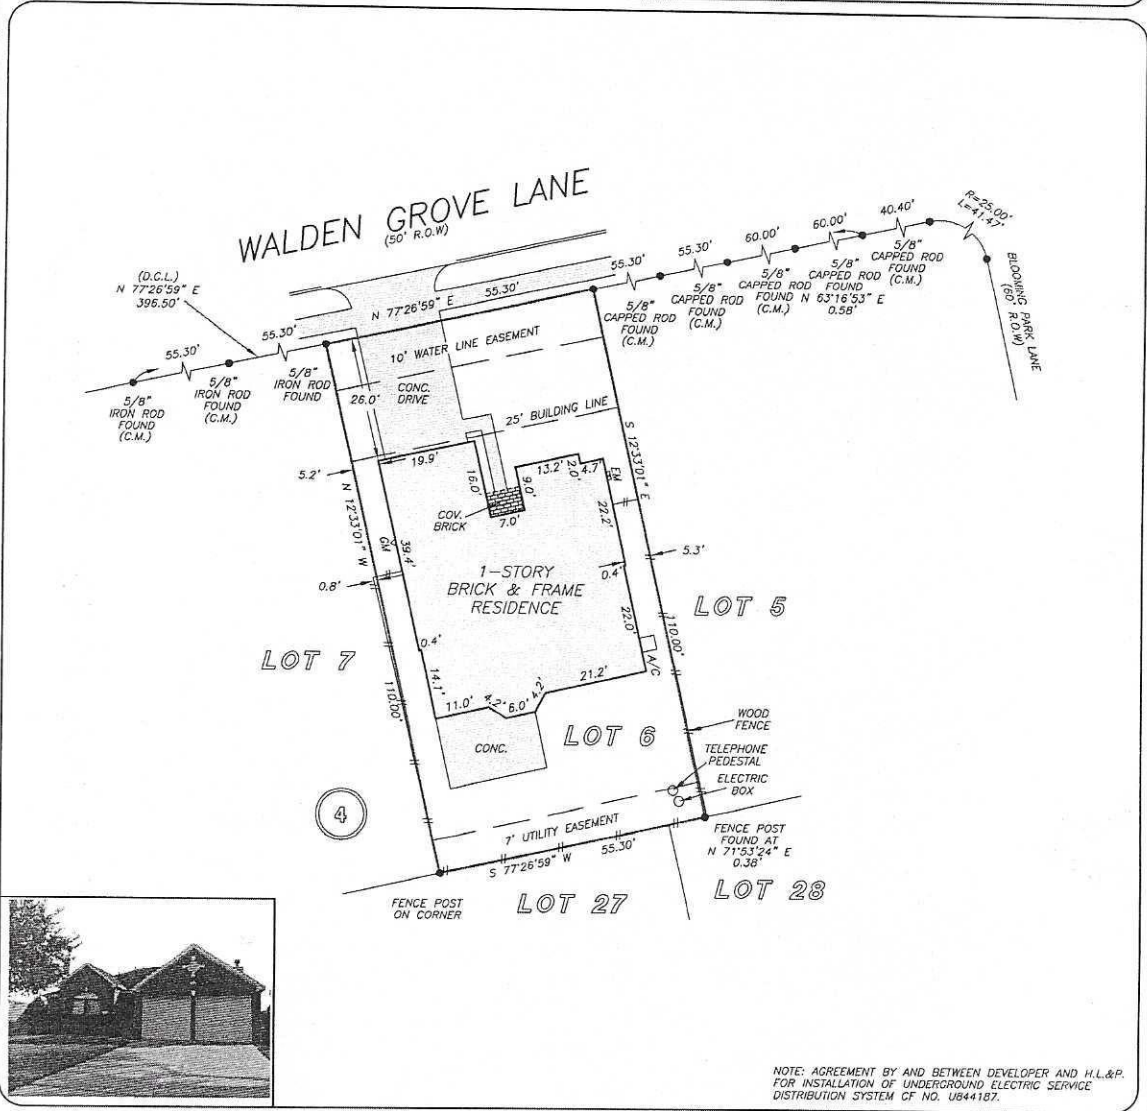 WALDEN GROVE LANE
(50' R.O.W)
(D.C.L.)
N 77°26'59" E
396.50'
55.30'
55.30'
N 77°26'59" E 55.30'
55.30'
55.30'
60.00'
60.00'
40.40'
R=25.00'
L=41.47'
BLOOMING PARK LANE
(60' R.O.W)
5/8"
IRON ROD
FOUND
(C.M.)
5/8"
IRON ROD
FOUND
(C.M.)
5/8"
IRON ROD
FOUND
5/8"
CAPPED ROD
FOUND
(C.M.)
5/8"
CAPPED ROD
FOUND
(C.M.)
5/8"
CAPPED ROD
FOUND
(C.M.)
5/8"
CAPPED ROD
FOUND
N 63°16'53" E
0.58'
5/8"
CAPPED ROD
FOUND
(C.M.)
10' WATER LINE EASEMENT
CONC.
DRIVE
26.0'
25' BUILDING LINE
5.2'
19.9'
16.0'
13.2'
2.0'
4.7'
EM
9.0'
COV.
BRICK
7.0'
22.2'
S 12°33'01" E
N 12°33'01" W
GM
39.4'
0.8'
5.3'
0.4'
1-STORY
BRICK & FRAME
RESIDENCE
LOT 5
22.0'
110.00'
LOT 7
0.4'
A/C
14.1'
110.00'
11.0'
4.2'
6.0'
4.2'
21.2'
CONC.
LOT 6
WOOD
FENCE
TELEPHONE
PEDESTAL
ELECTRIC
BOX
4
7' UTILITY EASEMENT
S 77°26'59" W 55.30'
FENCE POST
FOUND AT
N 71°53'24" E
0.38'
FENCE POST
ON CORNER
LOT 27
LOT 28
NOTE: AGREEMENT BY AND BETWEEN DEVELOPER AND H.L.&P.
FOR INSTALLATION OF UNDERGROUND ELECTRIC SERVICE
DISTRIBUTION SYSTEM CF NO. U844187.